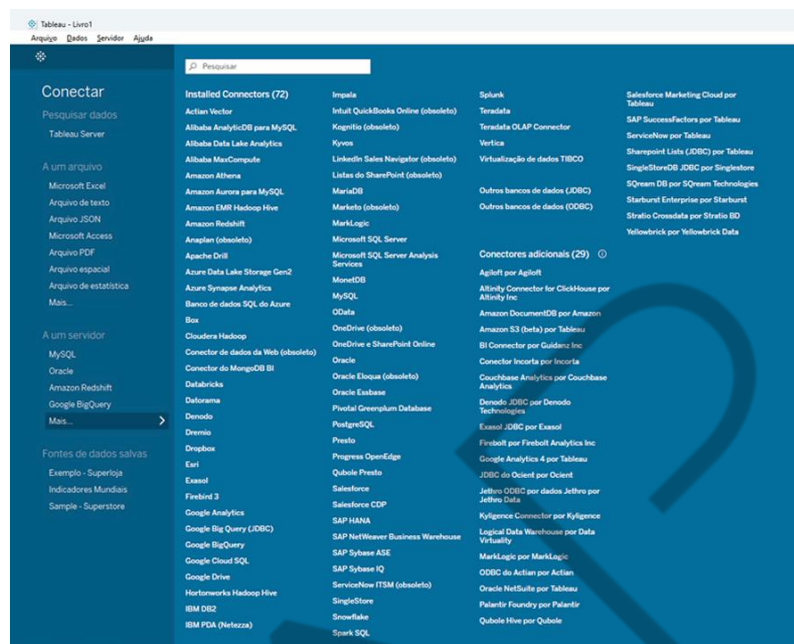 Tableau - Livro1
Arquivo Dados Servidor Ajuda
Conectar
Pesquisar dados
Tableau Server
A um arquivo
Microsoft Excel
Arquivo de texto
Arquivo JSON
Microsoft Access
Arquivo PDF
Arquivo espacial
Arquivo de estatística
Mais...
A um servidor
MySQL
Oracle
Amazon Redshift
Google BigQuery
Mais...
Fontes de dados salvas
Exemplo - Superloja
Indicadores Mundiais
Sample - Superstore
Pesquisar
Installed Connectors (72)
Actian Vector
Alibaba AnalyticDB para MySQL
Alibaba Data Lake Analytics
Alibaba MaxCompute
Amazon Athena
Amazon Aurora para MySQL
Amazon EMR Hadoop Hive
Amazon Redshift
Anaplan (obsoleto)
Apache Drill
Azure Data Lake Storage Gen2
Azure Synapse Analytics
Banco de dados SQL do Azure
Box
Cloudera Hadoop
Conector de dados da Web (obsoleto)
Conector do MongoDB BI
Databricks
Datorama
Denodo
Dremio
Dropbox
Esri
Exasol
Firebird 3
Google Analytics
Google Big Query (JDBC)
Google BigQuery
Google Cloud SQL
Google Drive
Hortonworks Hadoop Hive
IBM DB2
IBM PDA (Netezza)
Impala
Intuit QuickBooks Online (obsoleto)
Kognitio (obsoleto)
Kyvos
LinkedIn Sales Navigator (obsoleto)
Listas do SharePoint (obsoleto)
MariaDB
Marketo (obsoleto)
MarkLogic
Microsoft SQL Server
Microsoft SQL Server Analysis
Services
MonetDB
MySQL
OData
OneDrive (obsoleto)
OneDrive e SharePoint Online
Oracle
Oracle Eloqua (obsoleto)
Oracle Essbase
Pivotal Greenplum Database
PostgreSQL
Presto
Progress OpenEdge
Qubole Presto
Salesforce
Salesforce CDP
SAP HANA
SAP NetWeaver Business Warehouse
SAP Sybase ASE
SAP Sybase IQ
ServiceNow ITSM (obsoleto)
SingleStore
Snowflake
Spark SQL
Splunk
Teradata
Teradata OLAP Connector
Vertica
Virtualização de dados TIBCO
Outros bancos de dados (JDBC)
Outros bancos de dados (ODBC)
Conectores adicionais (29)
Agiloft por Agiloft
Altinity Connector for ClickHouse por
Altinity Inc
Amazon DocumentDB por Amazon
Amazon S3 (beta) por Tableau
BI Connector por Guidanz Inc
Conector Incorta por Incorta
Couchbase Analytics por Couchbase
Analytics
Denodo JDBC por Denodo
Technologies
Exasol JDBC por Exasol
Firebolt por Firebolt Analytics Inc
Google Analytics 4 por Tableau
JDBC do Ocient por Ocient
Jethro ODBC por dados Jethro por
Jethro Data
Kyligence Connector por Kyligence
Logical Data Warehouse por Data
Virtuality
MarkLogic por MarkLogic
ODBC do Actian por Actian
Oracle NetSuite por Tableau
Palantir Foundry por Palantir
Qubole Hive por Qubole
Salesforce Marketing Cloud por
Tableau
SAP SuccessFactors por Tableau
ServiceNow por Tableau
Sharepoint Lists (JDBC) por Tableau
SingleStoreDB JDBC por Singlestore
SQream DB por SQream Technologies
Starburst Enterprise por Starburst
Stratio Crossdata por Stratio BD
Yellowbrick por Yellowbrick Data